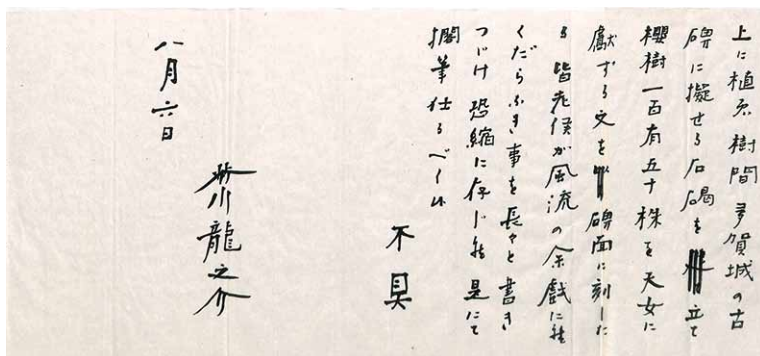 上に植ゑ樹間多賀城の古
碑に擬せる石碣を立て
櫻樹一百有五十株を天女に
獻ずる文を碑面に刻した
る皆老侯が風流の余戲に候
くだらぬき事を長々と書き
つゞけ恐縮に存じ候 是にて
擱筆仕るべく候
不具
八月六日
芥川龍之介